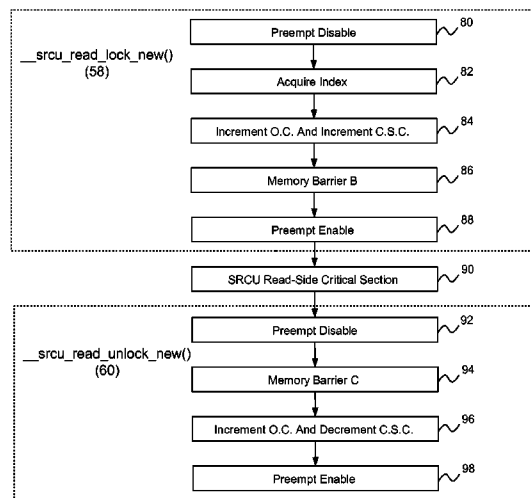 __srcu_read_lock_new()
(58)
Preempt Disable
80
Acquire Index
82
Increment O.C. And Increment C.S.C.
84
Memory Barrier B
86
Preempt Enable
88
SRCU Read-Side Critical Section
90
__srcu_read_unlock_new()
(60)
Preempt Disable
92
Memory Barrier C
94
Increment O.C. And Decrement C.S.C.
96
Preempt Enable
98